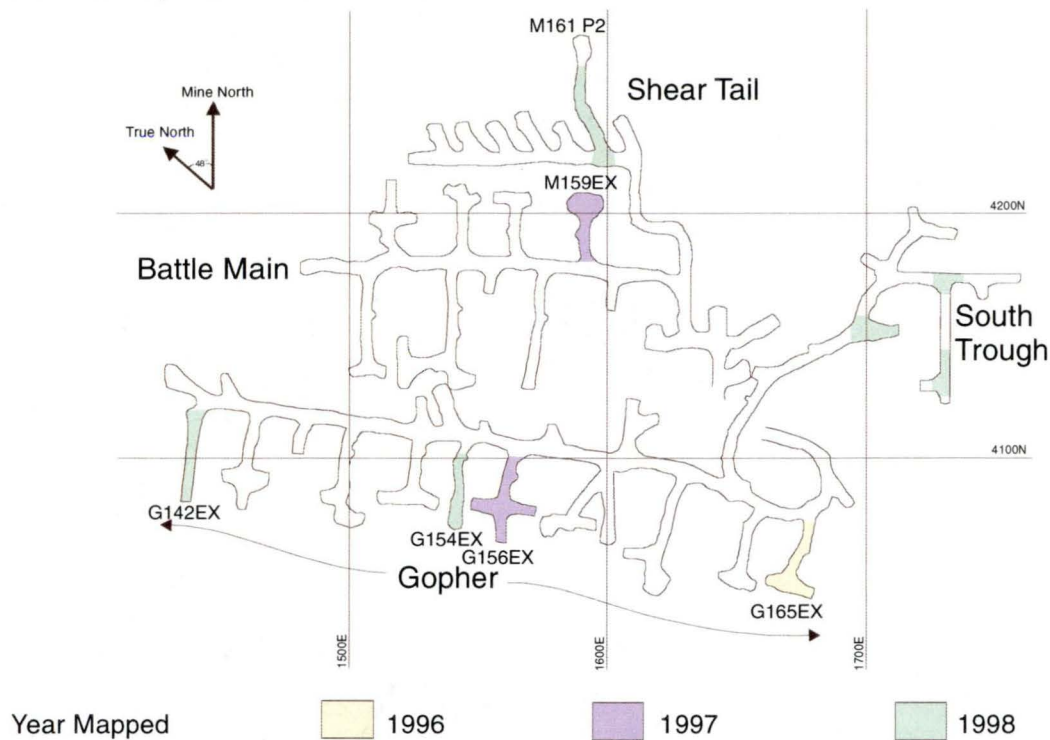 M161 P2
Shear Tail
Mine North
True North
48°
M159EX
4200N
Battle Main
South
Trough
4100N
G142EX
G154EX
G156EX
Gopher
G165EX
1500E
1600E
1700E
Year Mapped
1996
1997
1998